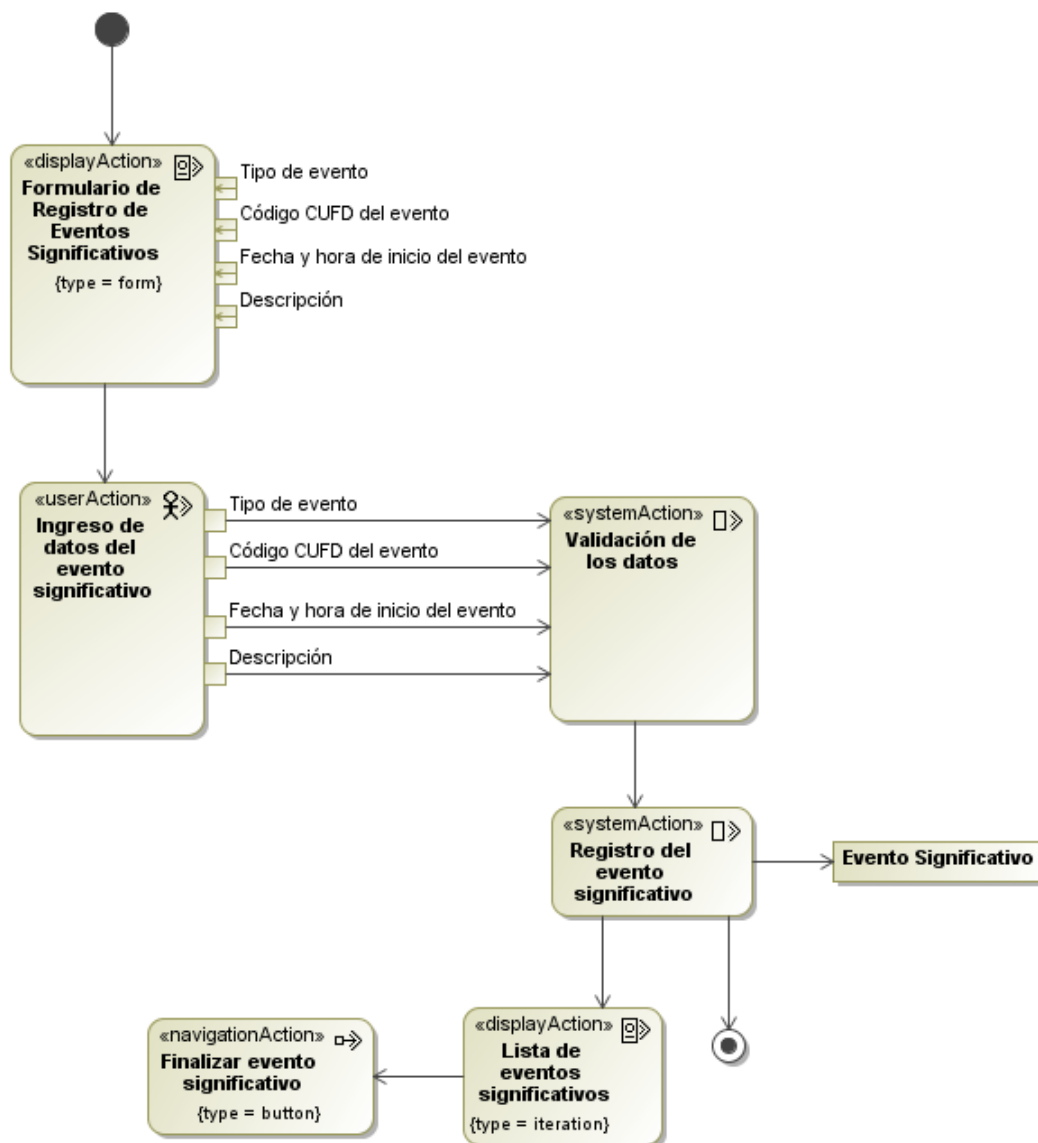 «displayAction»
Formulario de
Registro de
Eventos
Significativos
{type = form}
Tipo de evento
Código CUFD del evento
Fecha y hora de inicio del evento
Descripción
«userAction»
Ingreso de
datos del
evento
significativo
Tipo de evento
Código CUFD del evento
Fecha y hora de inicio del evento
Descripción
«systemAction»
Validación de
los datos
«systemAction»
Registro del
evento
significativo
Evento Significativo
«navigationAction»
Finalizar evento
significativo
{type = button}
«displayAction»
Lista de
eventos
significativos
{type = iteration}